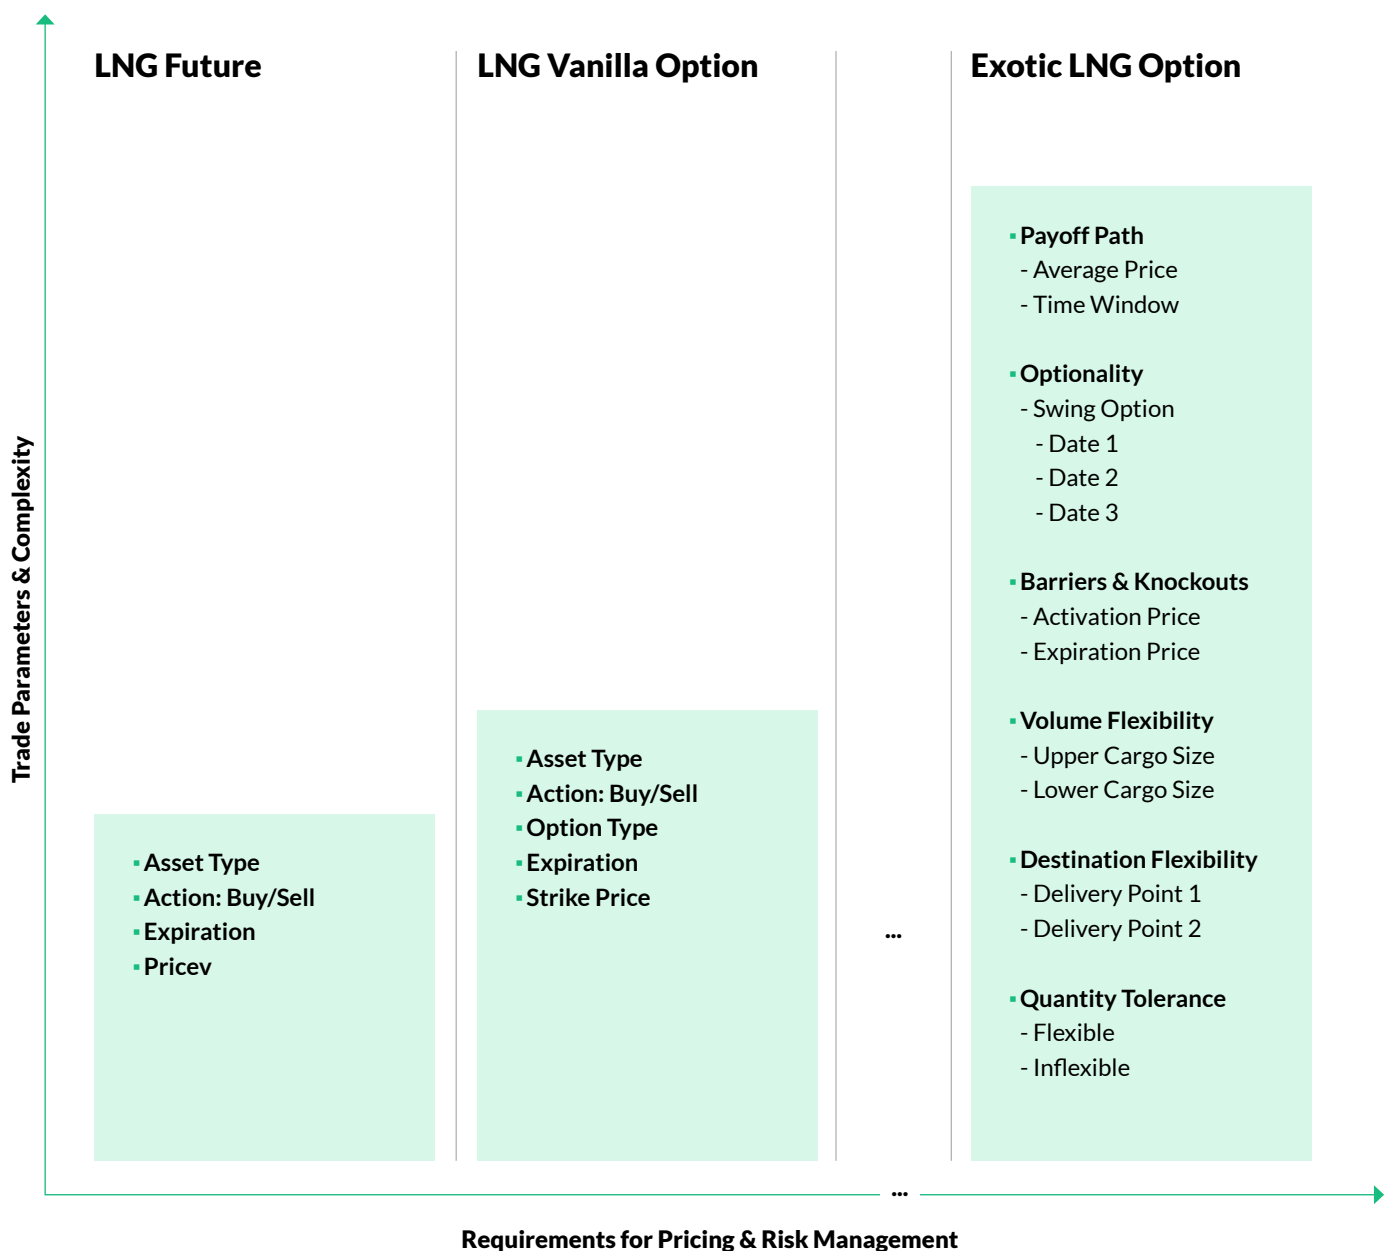 LNG Future
LNG Vanilla Option
Exotic LNG Option
Trade Parameters & Complexity
▪ Asset Type
▪ Action: Buy/Sell
▪ Expiration
▪ Pricev
▪ Asset Type
▪ Action: Buy/Sell
▪ Option Type
▪ Expiration
▪ Strike Price
...
▪ Payoff Path
- Average Price
- Time Window
▪ Optionality
- Swing Option
- Date 1
- Date 2
- Date 3
▪ Barriers & Knockouts
- Activation Price
- Expiration Price
▪ Volume Flexibility
- Upper Cargo Size
- Lower Cargo Size
▪ Destination Flexibility
- Delivery Point 1
- Delivery Point 2
▪ Quantity Tolerance
- Flexible
- Inflexible
...
Requirements for Pricing & Risk Management